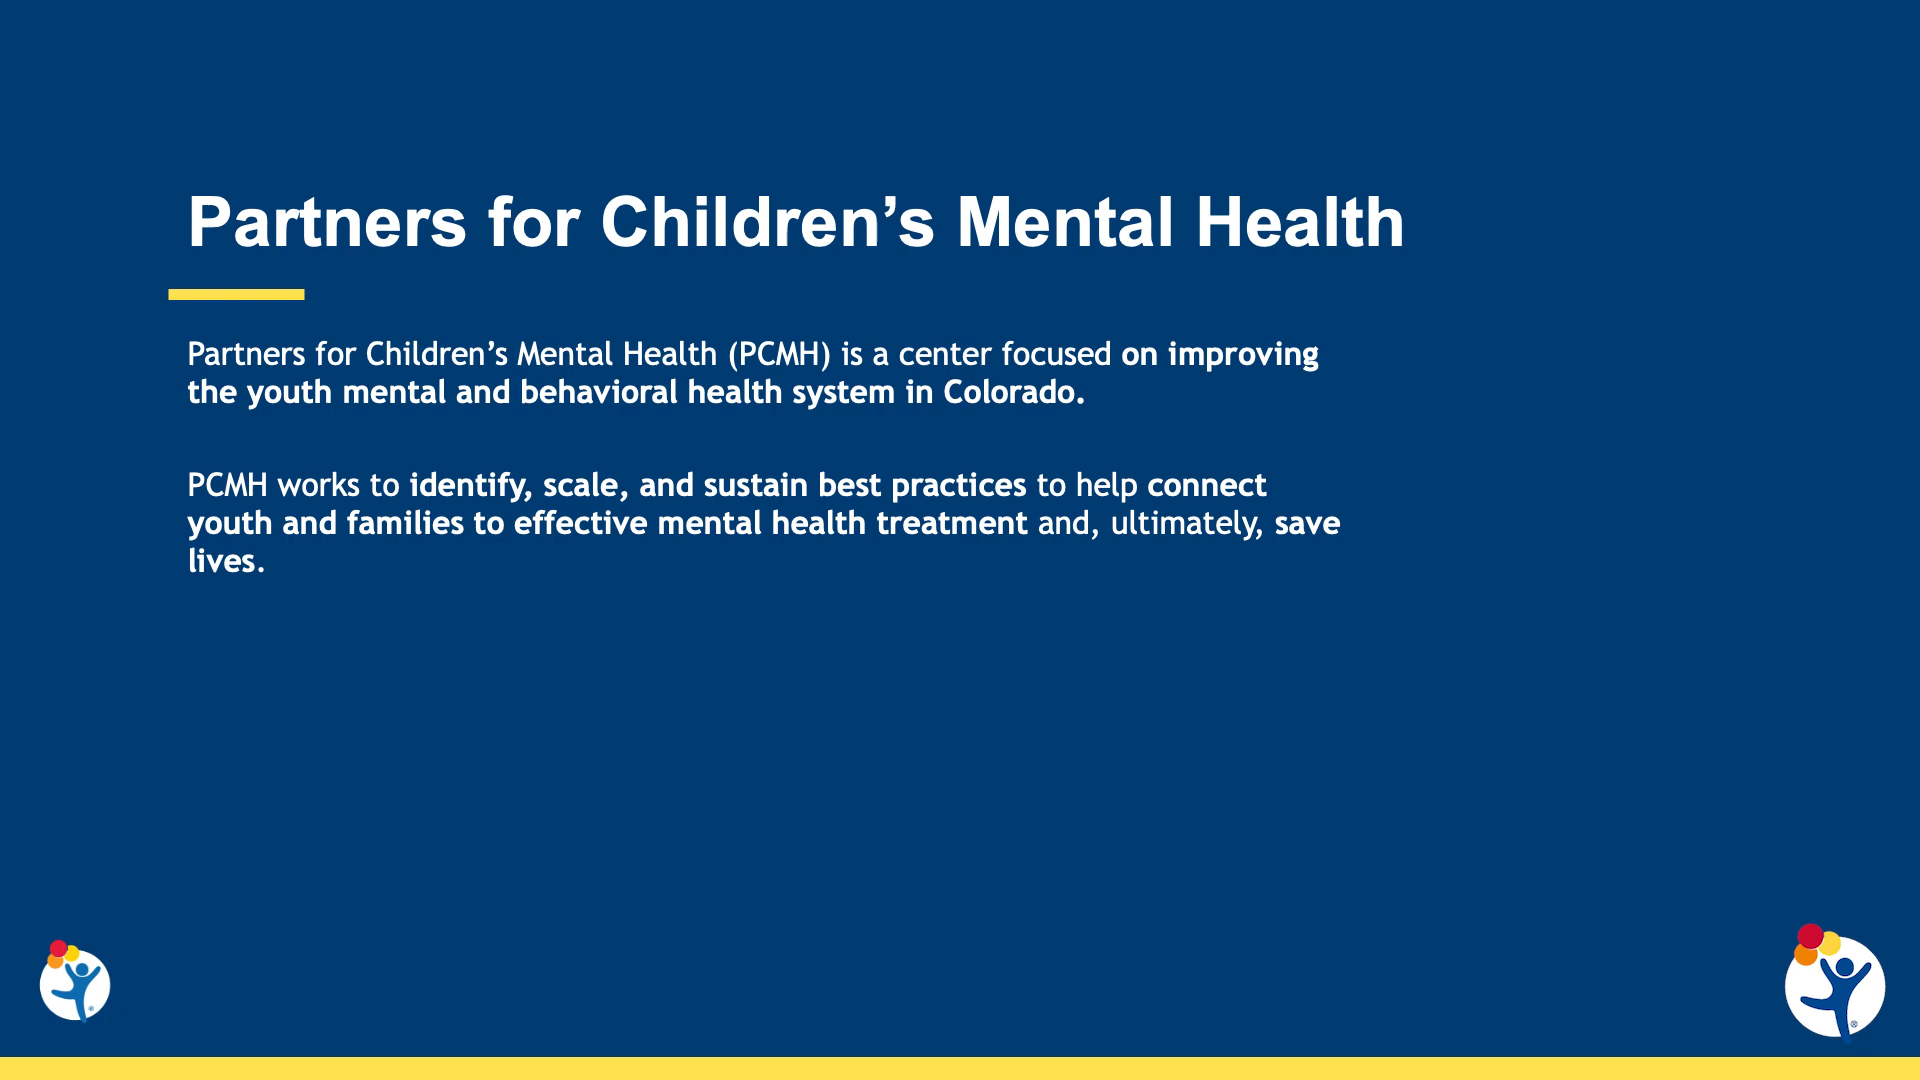 Partners for Children’s Mental Health
Partners for Children’s Mental Health (PCMH) is a center focused on improving
the youth mental and behavioral health system in Colorado.
PCMH works to identify, scale, and sustain best practices to help connect
youth and families to effective mental health treatment and, ultimately, save
lives.
®
®